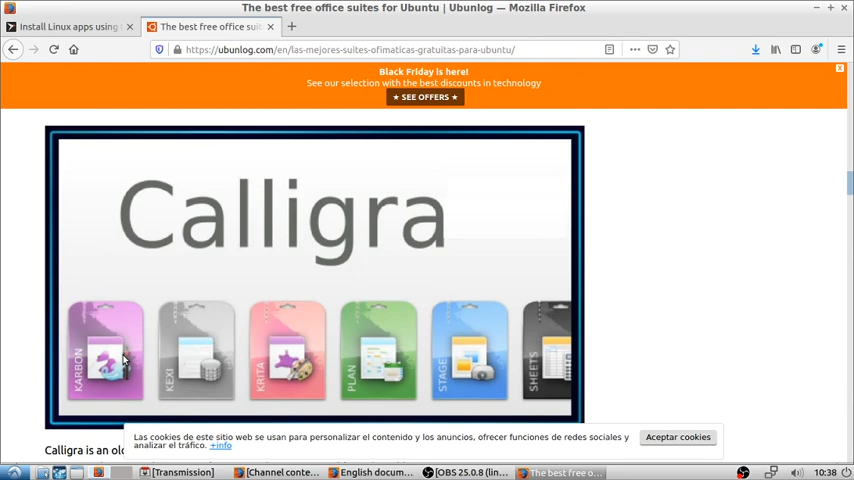 The best free office suites for Ubuntu | Ubunlog — Mozilla Firefox
Install Linux apps using
The best free office suites
https://ubunlog.com/en/las-mejores-suites-ofimaticas-gratuitas-para-ubuntu/
Black Friday is here!
See our selection with the best discounts in technology
★ SEE OFFERS ★
Calligra
KARBON
KEXI
KRITA
PLAN
STAGE
SHEETS
Calligra is an old
Las cookies de este sitio web se usan para personalizar el contenido y los anuncios, ofrecer funciones de redes sociales y
analizar el tráfico. +info
Aceptar cookies
[Transmission]
[Channel conte...
English docum...
[OBS 25.0.8 (lin...
The best free o...
10:38